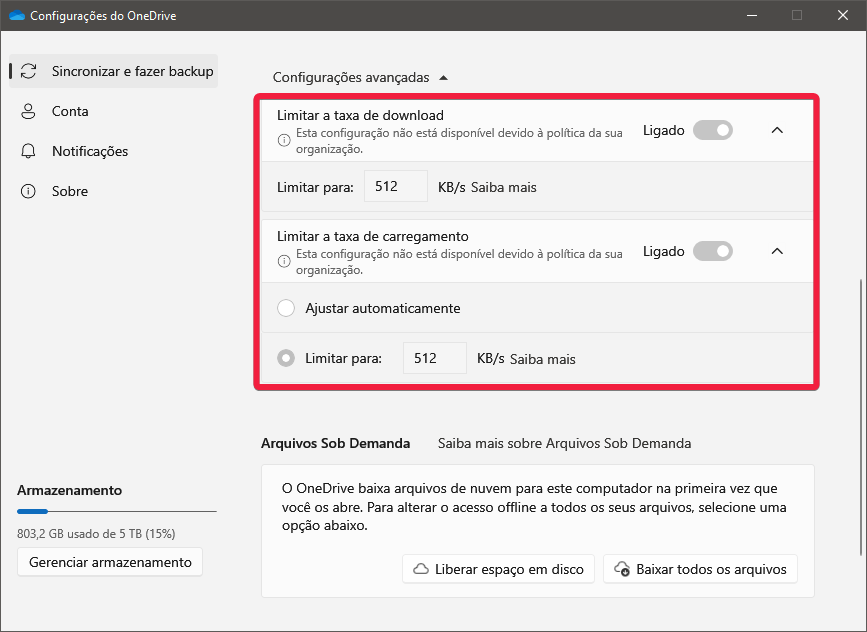 Configurações do OneDrive
Sincronizar e fazer backup
Conta
Notificações
Sobre
Armazenamento
803,2 GB usado de 5 TB (15%)
Gerenciar armazenamento
Configurações avançadas
Limitar a taxa de download
Esta configuração não está disponível devido à política da sua
organização.
Ligado
Limitar para: 512 KB/s Saiba mais
Limitar a taxa de carregamento
Esta configuração não está disponível devido à política da sua
organização.
Ligado
Ajustar automaticamente
Limitar para: 512 KB/s Saiba mais
Arquivos Sob Demanda Saiba mais sobre Arquivos Sob Demanda
O OneDrive baixa arquivos de nuvem para este computador na primeira vez que
você os abre. Para alterar o acesso offline a todos os seus arquivos, selecione uma
opção abaixo.
Liberar espaço em disco
Baixar todos os arquivos